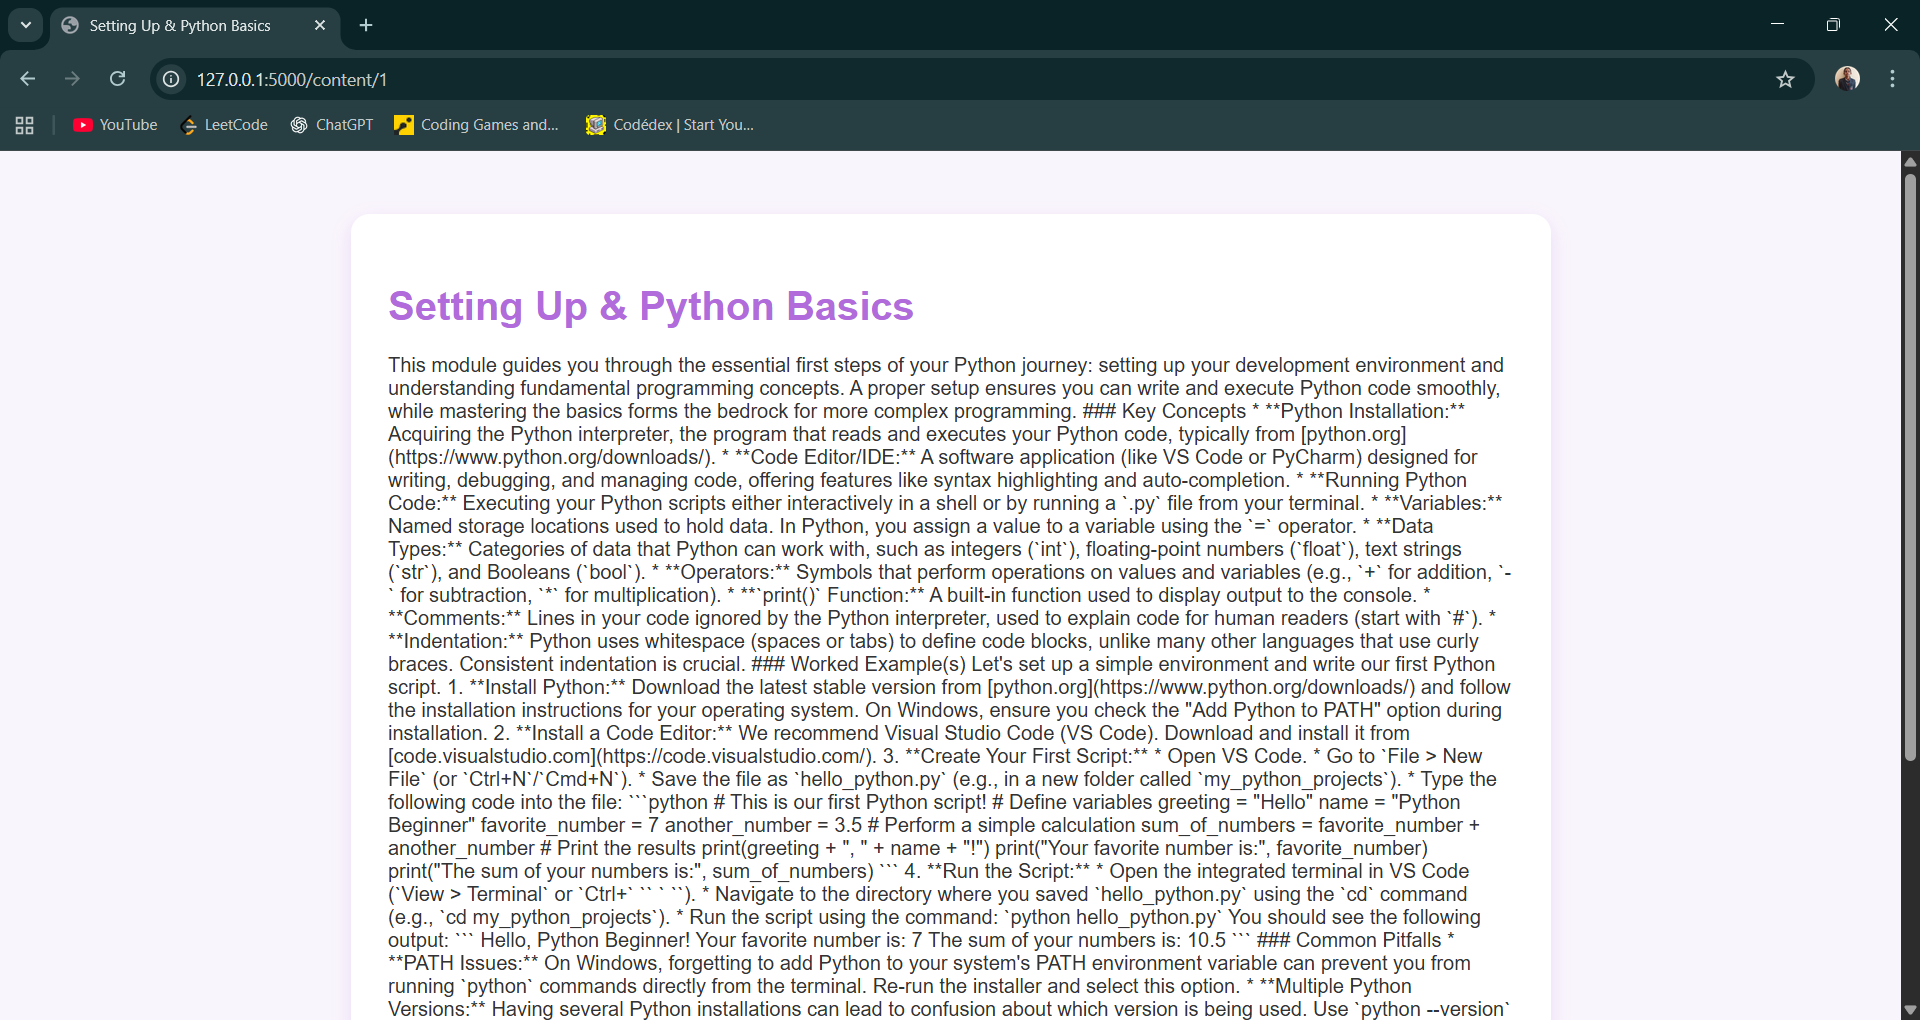 Setting Up & Python Basics
127.0.0.1:5000/content/1
YouTube
LeetCode
ChatGPT
Coding Games and...
Codédex | Start You...
Setting Up & Python Basics
This module guides you through the essential first steps of your Python journey: setting up your development environment and
understanding fundamental programming concepts. A proper setup ensures you can write and execute Python code smoothly,
while mastering the basics forms the bedrock for more complex programming. ### Key Concepts * **Python Installation:**
Acquiring the Python interpreter, the program that reads and executes your Python code, typically from [python.org]
(https://www.python.org/downloads/). * **Code Editor/IDE:** A software application (like VS Code or PyCharm) designed for
writing, debugging, and managing code, offering features like syntax highlighting and auto-completion. * **Running Python
Code:** Executing your Python scripts either interactively in a shell or by running a `.py` file from your terminal. * **Variables:**
Named storage locations used to hold data. In Python, you assign a value to a variable using the `=` operator. * **Data
Types:** Categories of data that Python can work with, such as integers (`int`), floating-point numbers (`float`), text strings
(`str`), and Booleans (`bool`). * **Operators:** Symbols that perform operations on values and variables (e.g., `+` for addition, `-
` for subtraction, `*` for multiplication). * **`print()` Function:** A built-in function used to display output to the console. *
**Comments:** Lines in your code ignored by the Python interpreter, used to explain code for human readers (start with `#`). *
**Indentation:** Python uses whitespace (spaces or tabs) to define code blocks, unlike many other languages that use curly
braces. Consistent indentation is crucial. ### Worked Example(s) Let's set up a simple environment and write our first Python
script. 1. **Install Python:** Download the latest stable version from [python.org](https://www.python.org/downloads/) and follow
the installation instructions for your operating system. On Windows, ensure you check the "Add Python to PATH" option during
installation. 2. **Install a Code Editor:** We recommend Visual Studio Code (VS Code). Download and install it from
[code.visualstudio.com](https://code.visualstudio.com/). 3. **Create Your First Script:** * Open VS Code. * Go to `File > New
File` (or `Ctrl+N`/`Cmd+N`). * Save the file as `hello_python.py` (e.g., in a new folder called `my_python_projects`). * Type the
following code into the file: ```python # This is our first Python script! # Define variables greeting = "Hello" name = "Python
Beginner" favorite_number = 7 another_number = 3.5 # Perform a simple calculation sum_of_numbers = favorite_number +
another_number # Print the results print(greeting + ", " + name + "!") print("Your favorite number is:", favorite_number)
print("The sum of your numbers is:", sum_of_numbers) ``` 4. **Run the Script:** * Open the integrated terminal in VS Code
(`View > Terminal` or `Ctrl+` `` ` ``). * Navigate to the directory where you saved `hello_python.py` using the `cd` command
(e.g., `cd my_python_projects`). * Run the script using the command: `python hello_python.py` You should see the following
output: ``` Hello, Python Beginner! Your favorite number is: 7 The sum of your numbers is: 10.5 ``` ### Common Pitfalls *
**PATH Issues:** On Windows, forgetting to add Python to your system's PATH environment variable can prevent you from
running `python` commands directly from the terminal. Re-run the installer and select this option. * **Multiple Python
Versions:** Having several Python installations can lead to confusion about which version is being used. Use `python --version`